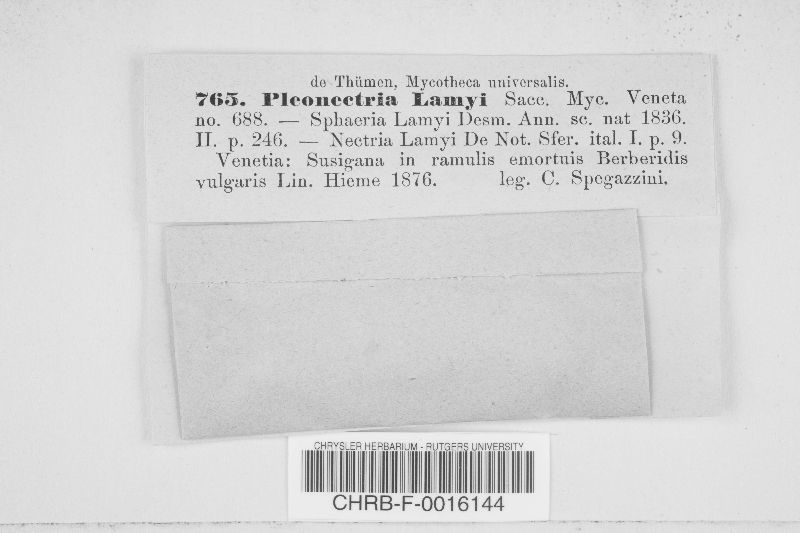 de Thümen, Mycotheca universalis.
765. Pleonectria Lamyi Sacc. Myc. Veneta
no. 688. — Sphaeria Lamyi Desm. Ann. sc. nat 1836.
II. p. 246. — Nectria Lamyi De Not. Sfer. ital. I. p. 9.
Venetia: Susigana in ramulis emortuis Berberidis
vulgaris Lin. Hieme 1876. leg. C. Spegazzini.
CHRYSLER HERBARIUM - RUTGERS UNIVERSITY
CHRB-F-0016144